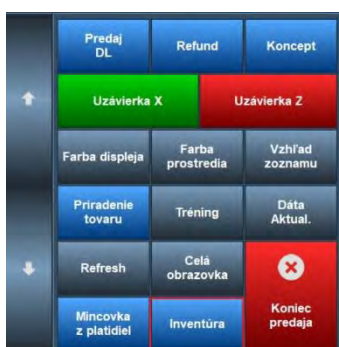 Predaj
DL
Refund
Koncept
Uzávierka X
Uzávierka Z
Farba displeja
Farba
prostredia
Vzhľad
zoznamu
Priradenie
tovaru
Tréning
Dáta
Aktual.
Refresh
Celá
obrazovka
Mincovka
z platidiel
Inventúra
Koniec
predaja